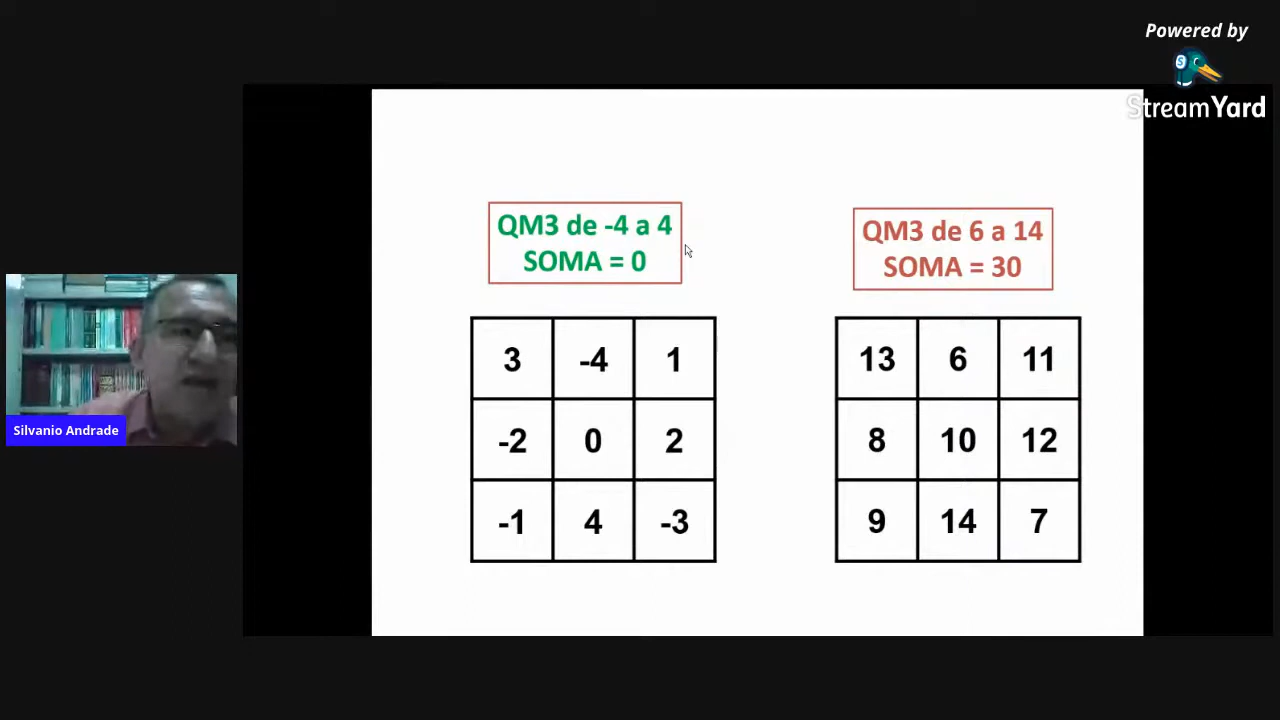 Powered by
StreamYard
QM3 de -4 a 4
SOMA = 0
QM3 de 6 a 14
SOMA = 30
3 -4 1
-2 0 2
-1 4 -3
13 6 11
8 10 12
9 14 7
Silvanio Andrade